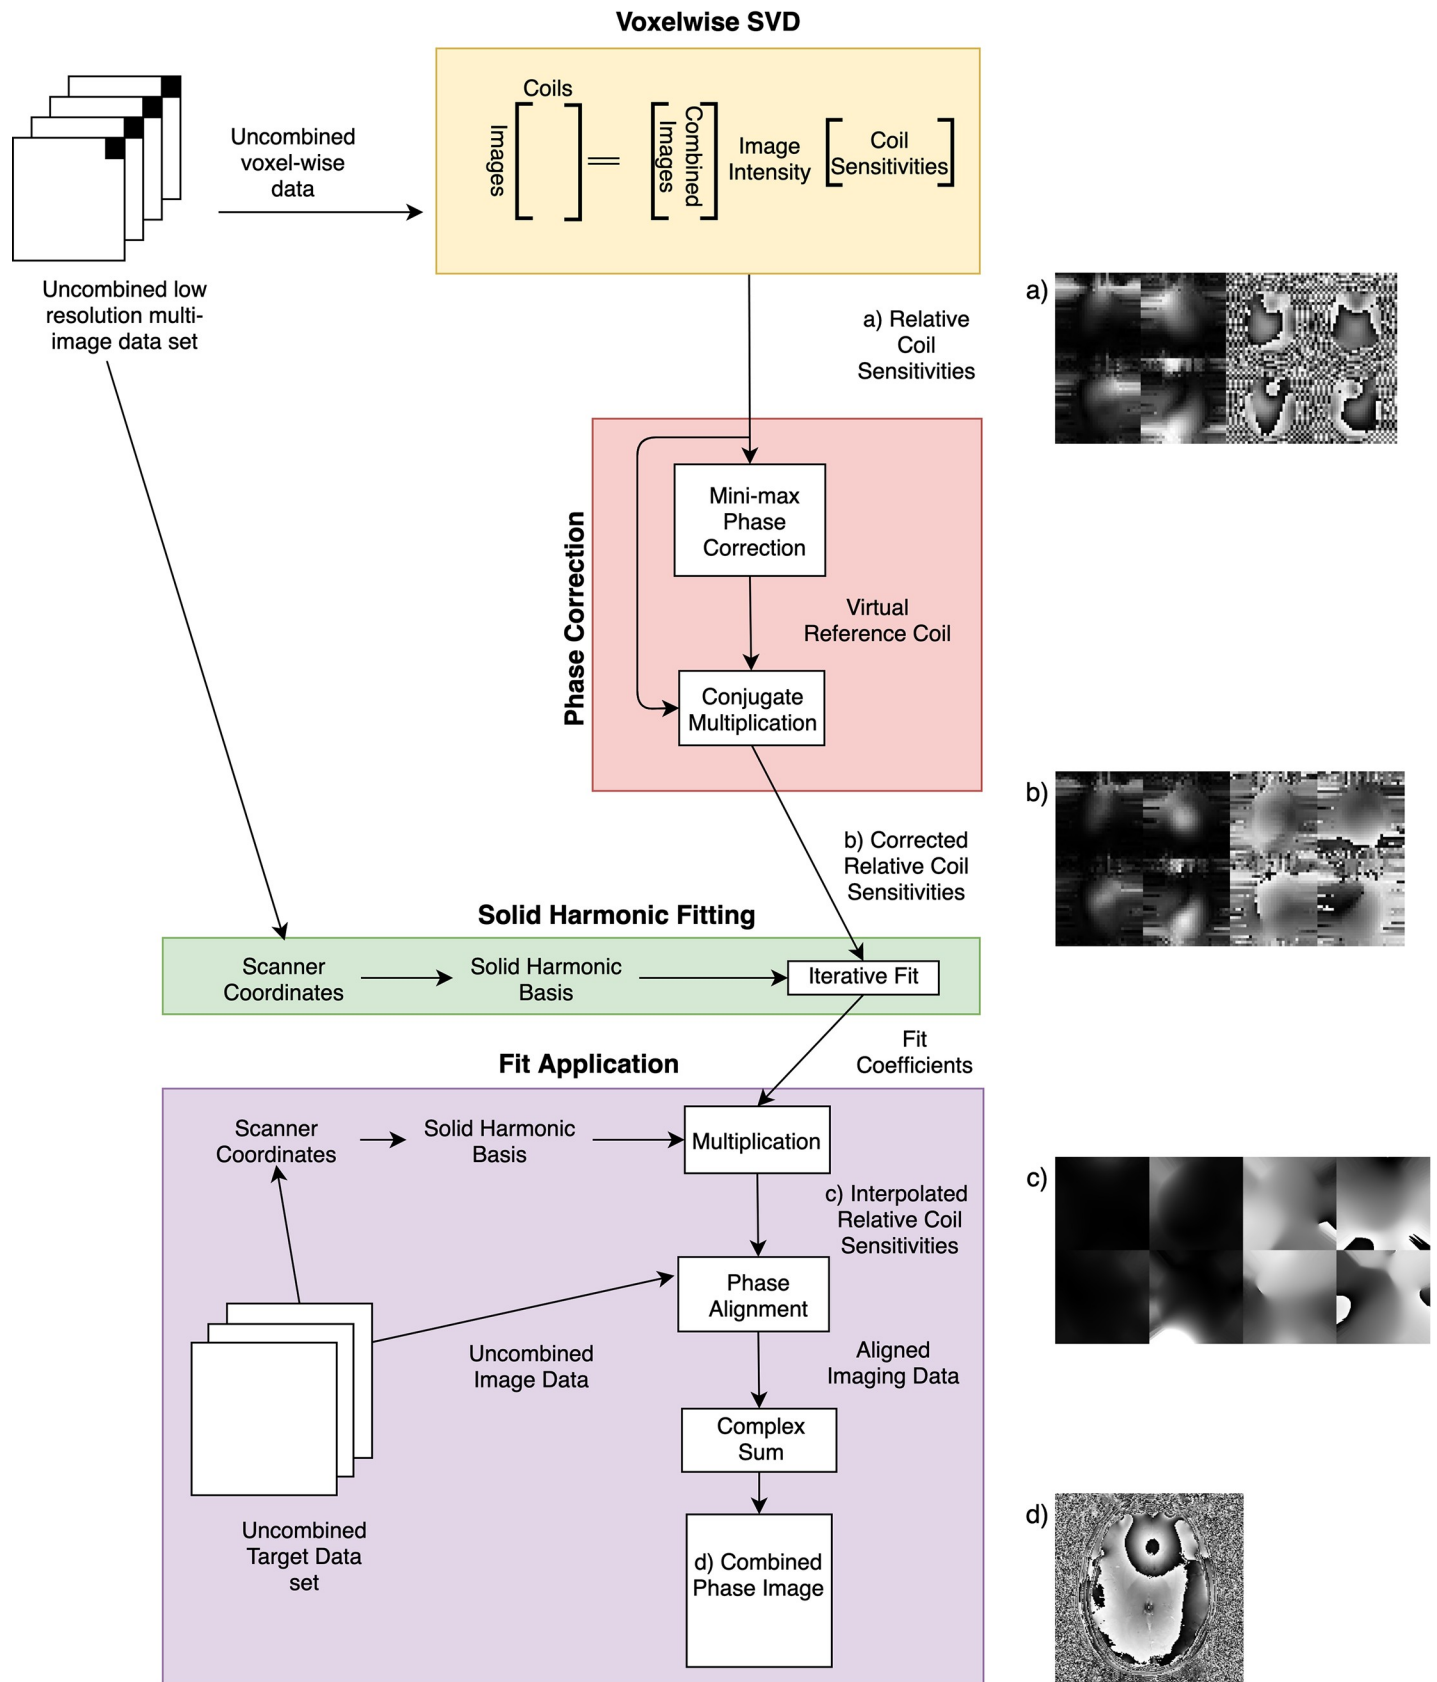 Voxelwise SVD
Coils
Images
Combined
Images
Image
Intensity
Coil
Sensitivities
Uncombined
voxel-wise
data
Uncombined low
resolution multi-
image data set
a) Relative
Coil
Sensitivities
a)
Phase Correction
Mini-max
Phase
Correction
Virtual
Reference Coil
Conjugate
Multiplication
b) Corrected
Relative Coil
Sensitivities
b)
Solid Harmonic Fitting
Scanner
Coordinates
Solid Harmonic
Basis
Iterative Fit
Fit
Coefficients
Fit Application
Scanner
Coordinates
Solid Harmonic
Basis
Multiplication
c) Interpolated
Relative Coil
Sensitivities
c)
Phase
Alignment
Uncombined
Image Data
Aligned
Imaging Data
Complex
Sum
Uncombined
Target Data
set
d) Combined
Phase Image
d)